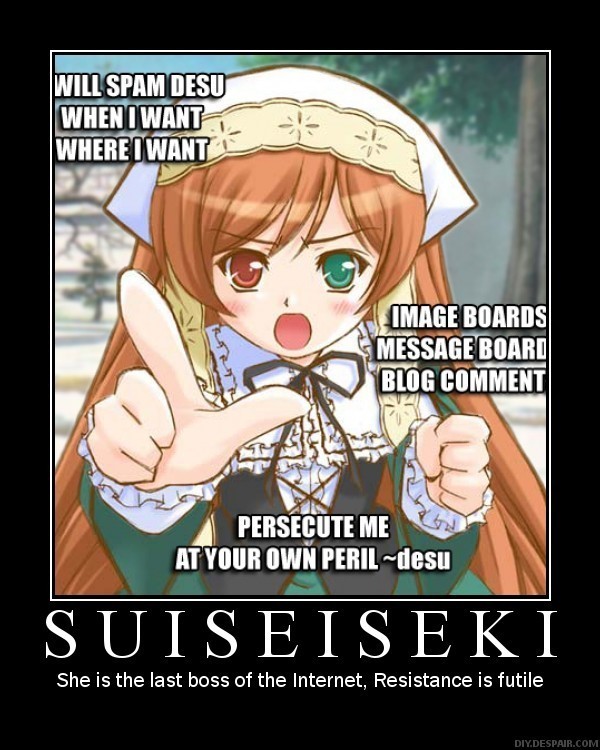 WILL SPAM DESU
WHEN I WANT
WHERE I WANT
IMAGE BOARDS
MESSAGE BOARD
BLOG COMMENT
PERSECUTE ME
AT YOUR OWN PERIL ~desu
SUISEISEKI
She is the last boss of the Internet, Resistance is futile
DIY.DESPAIR.COM